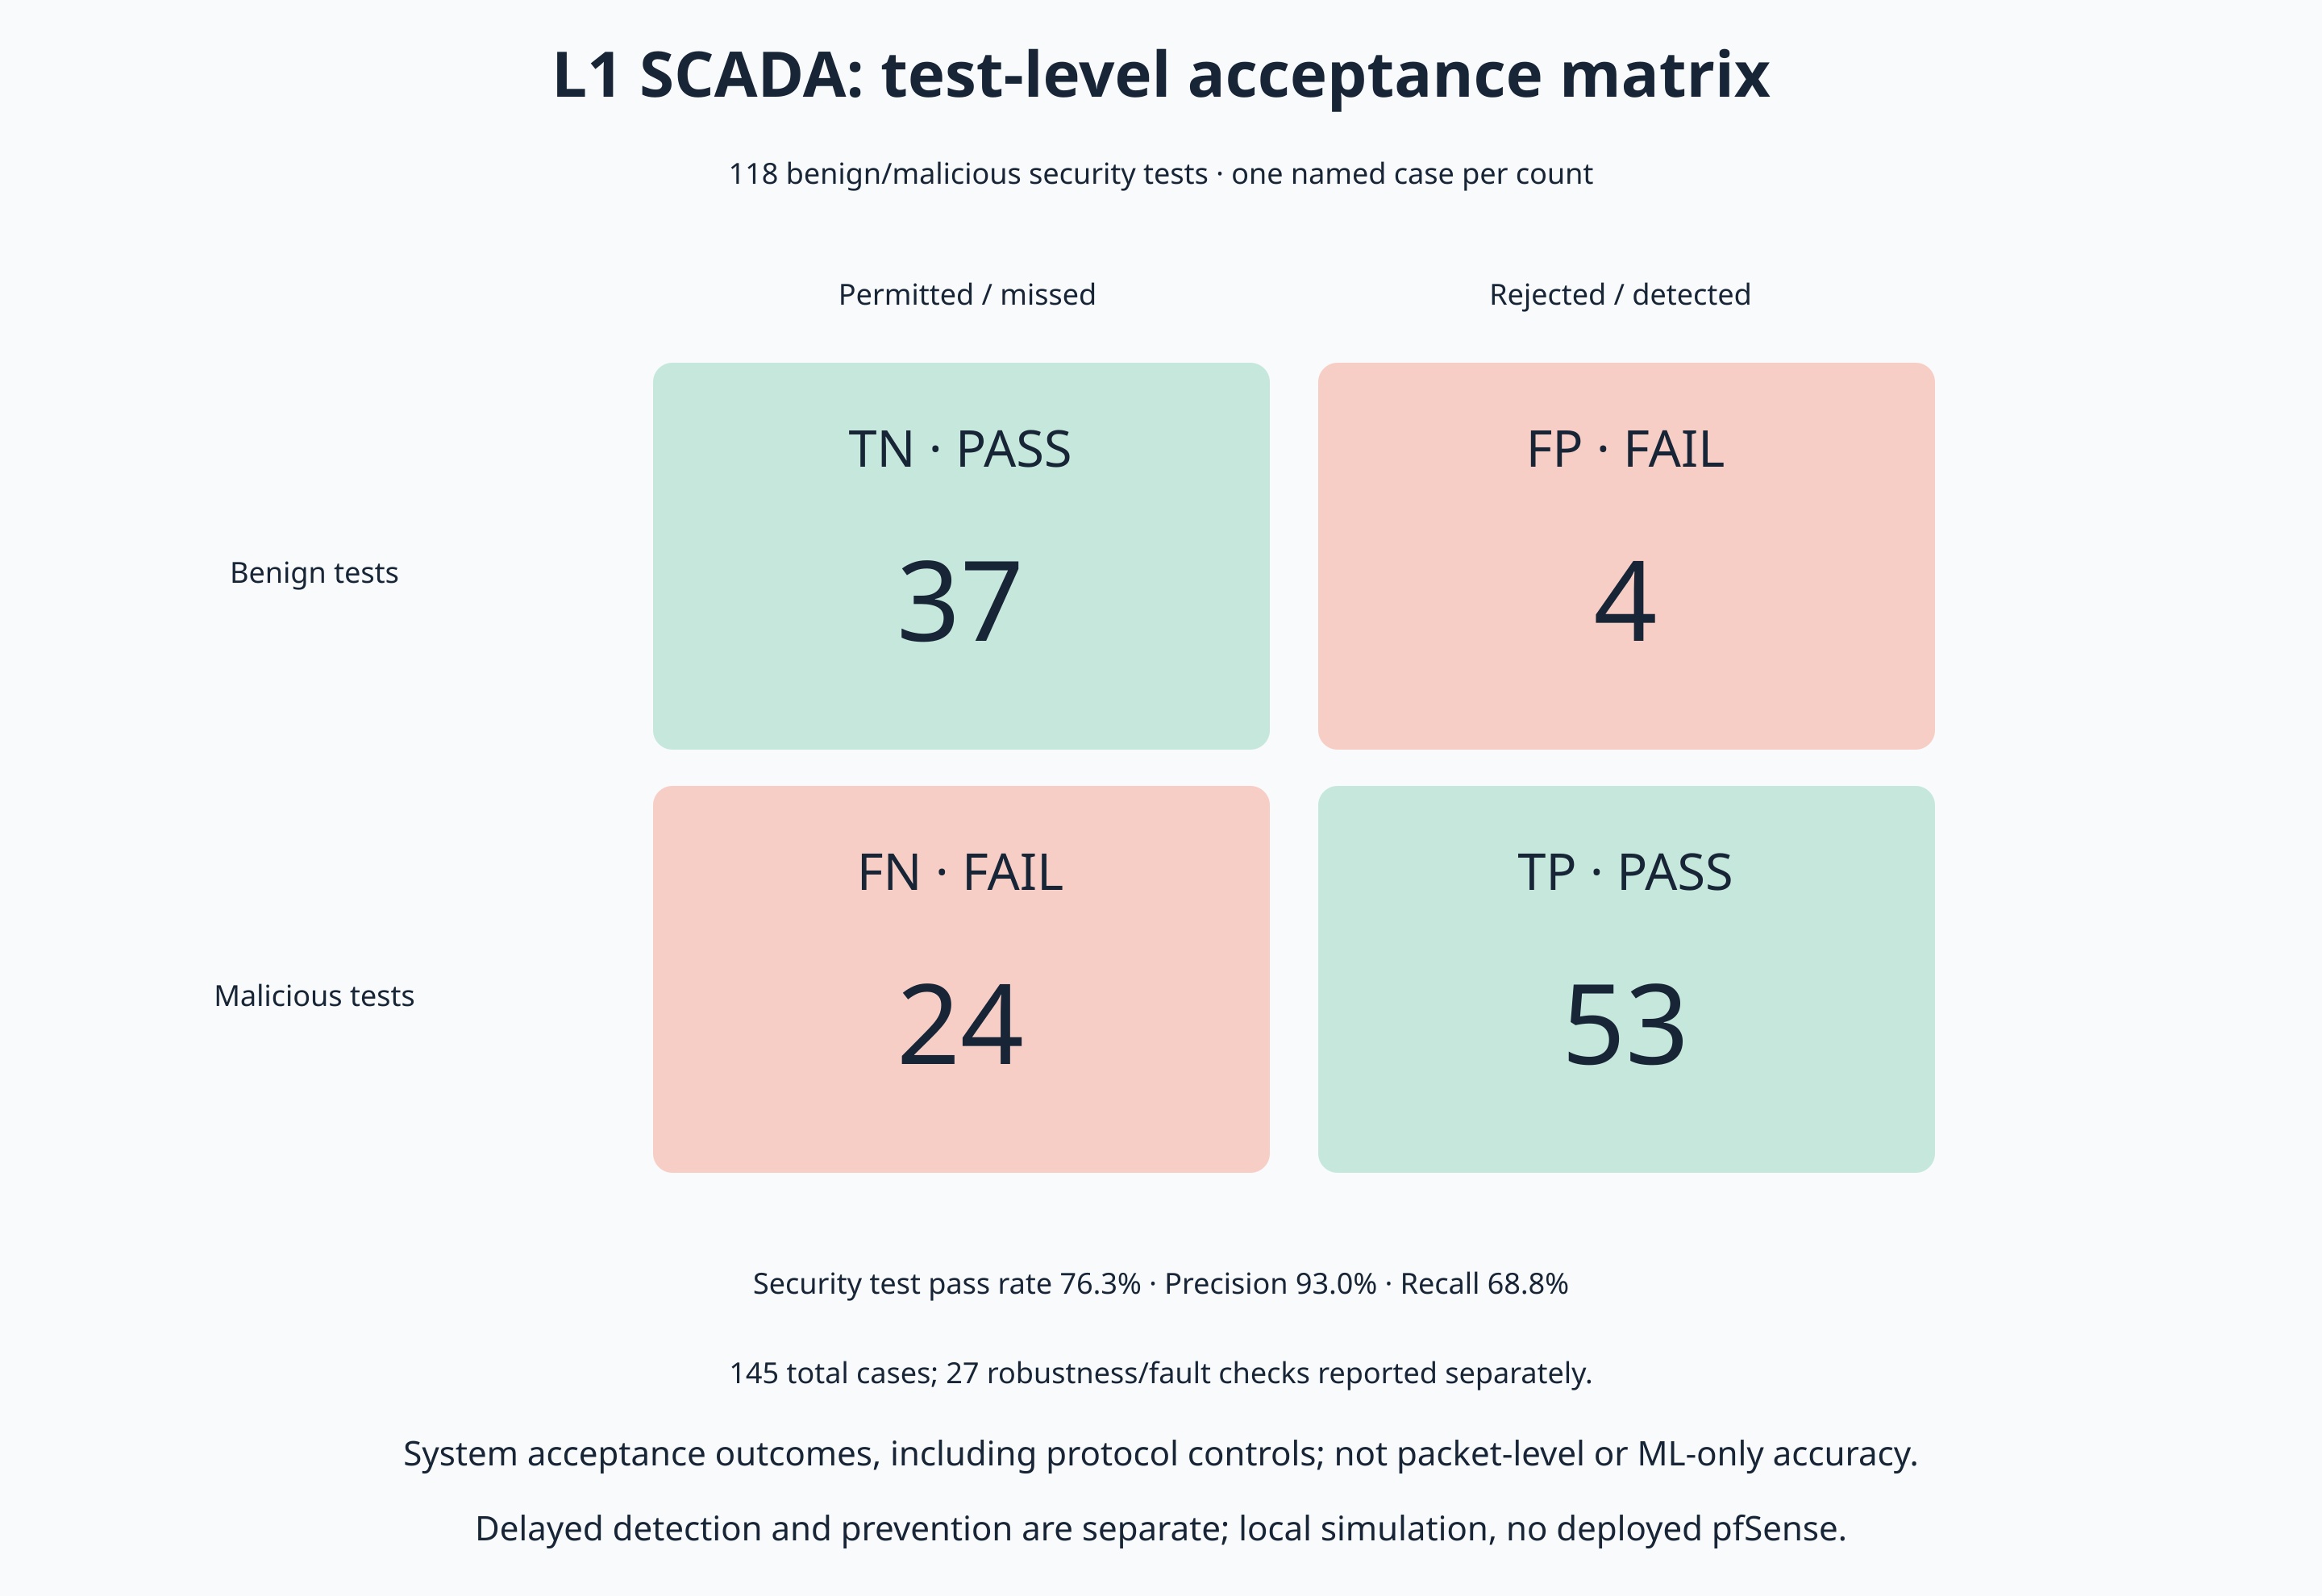 L1 SCADA: test-level acceptance matrix
118 benign/malicious security tests · one named case per count
Permitted / missed
Rejected / detected
TN · PASS
FP · FAIL
Benign tests
37
4
FN · FAIL
TP · PASS
Malicious tests
24
53
Security test pass rate 76.3% · Precision 93.0% · Recall 68.8%
145 total cases; 27 robustness/fault checks reported separately.
System acceptance outcomes, including protocol controls; not packet-level or ML-only accuracy.
Delayed detection and prevention are separate; local simulation, no deployed pfSense.